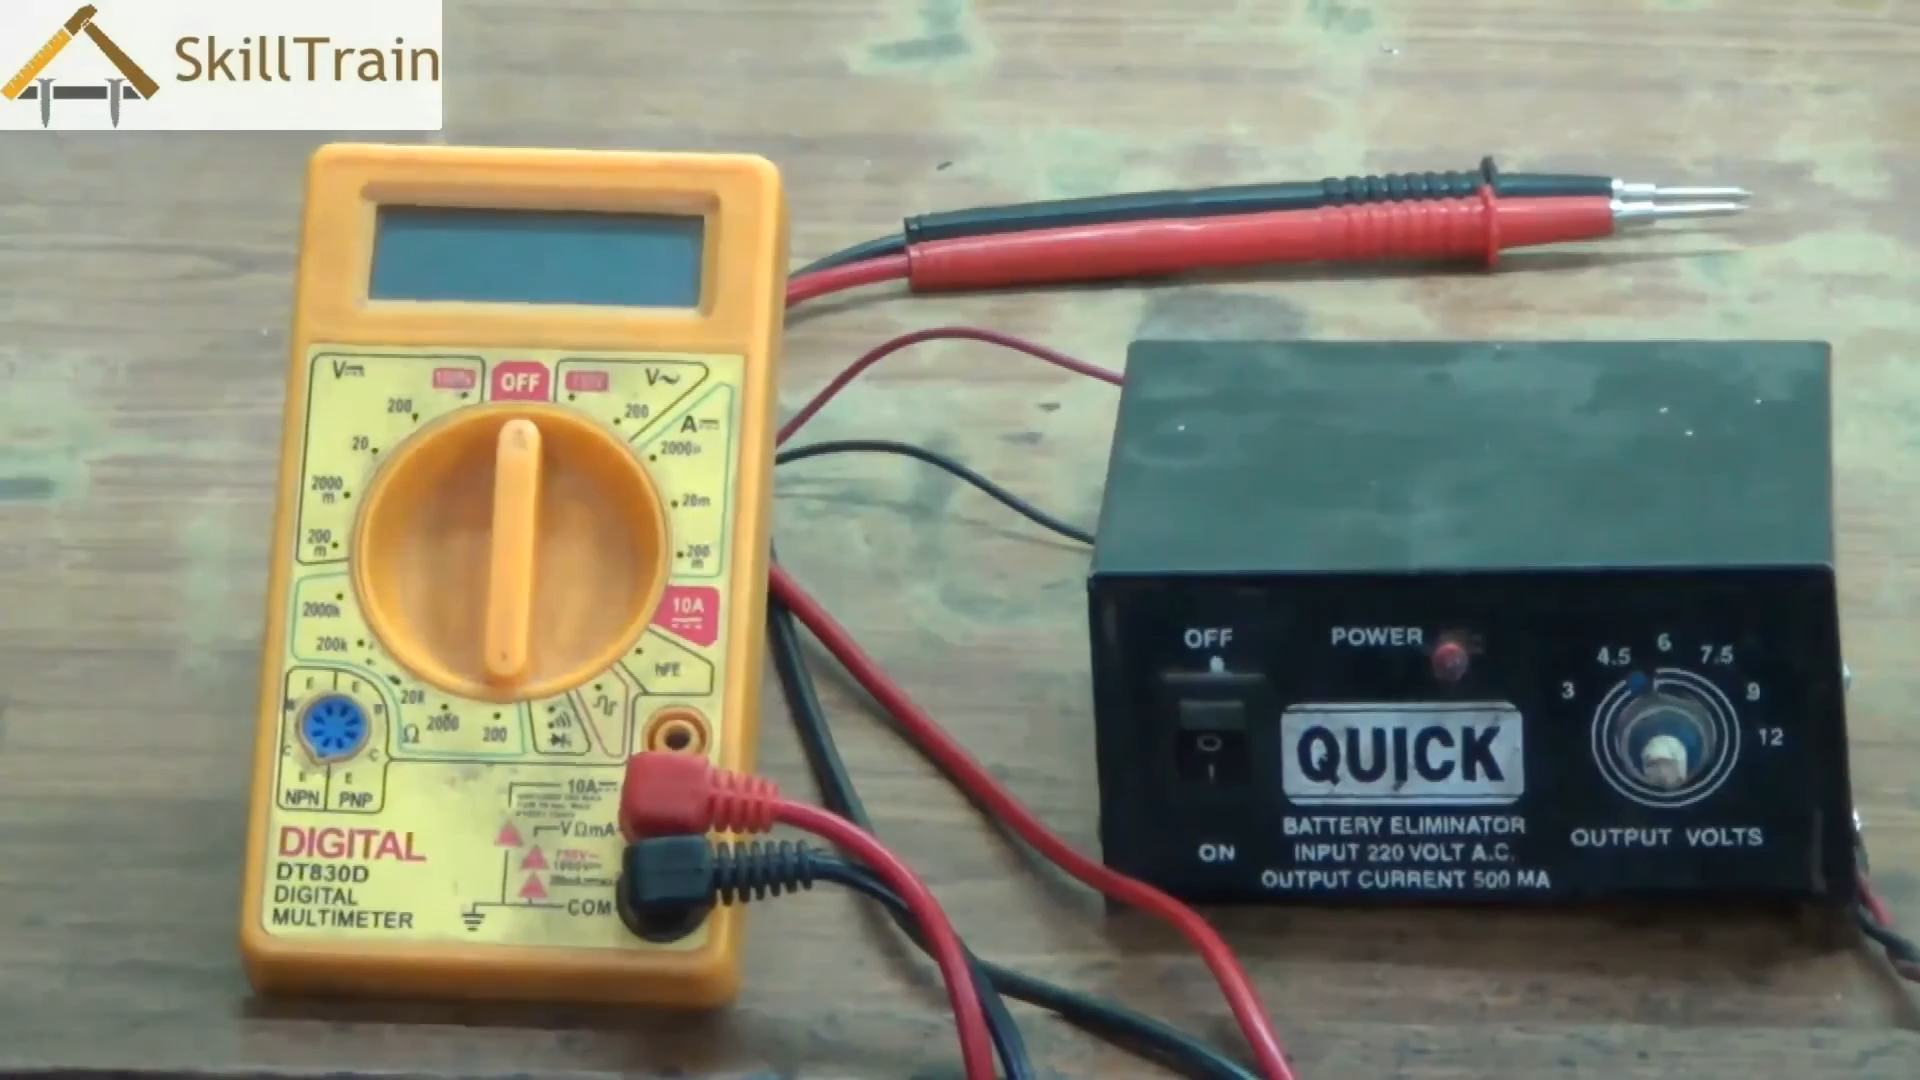 SkillTrain
OFF
V
V
200
200
A
20
2000µ
2000
m
20m
200
m
200
m
2000k
10A
200k
hFE
20k
2000
200
Ω
E
E
B
B
C
C
E
E
NPN
PNP
10A
VΩmA
COM
DIGITAL
DT830D
DIGITAL
MULTIMETER
OFF
POWER
O
I
ON
QUICK
BATTERY ELIMINATOR
INPUT 220 VOLT A.C.
OUTPUT CURRENT 500 MA
3
4.5
6
7.5
9
12
OUTPUT VOLTS